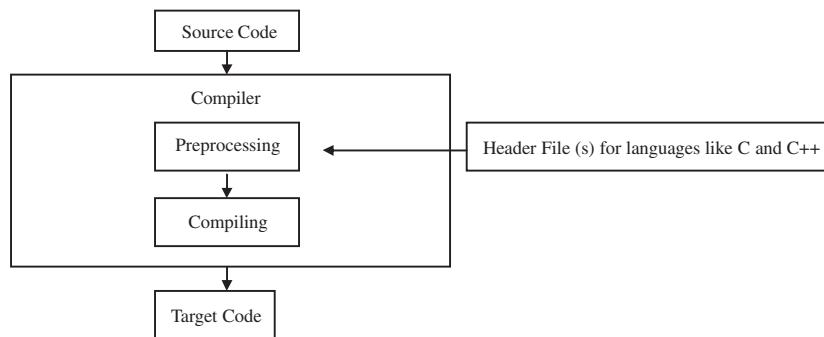 Source Code
Compiler
Preprocessing
Header File (s) for languages like C and C++
Compiling
Target Code